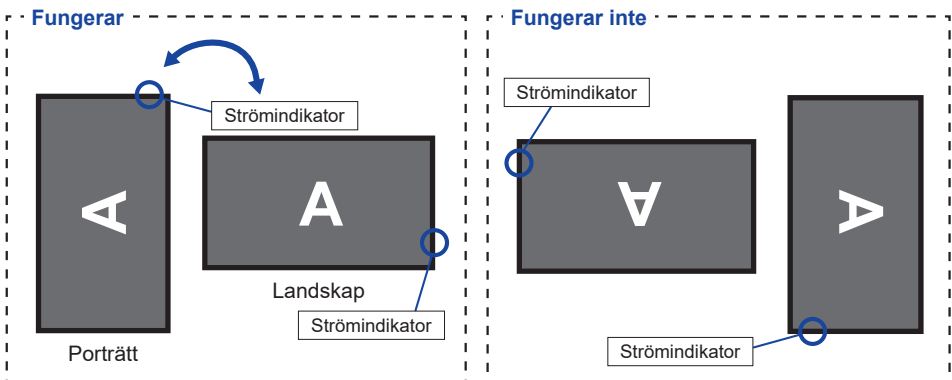 Fungerar
Strömindikator
A
A
Landskap
Strömindikator
Porträtt
Fungerar inte
Strömindikator
A
A
Strömindikator